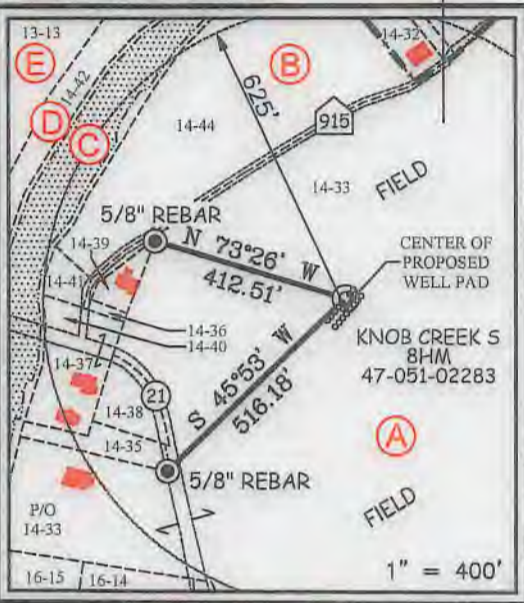 13-13
E
14-42
D
C
B
14-32
625'
14-44
915
14-33
FIELD
5/8" REBAR
N 73°26' W
412.51'
14-39
14-41
CENTER OF
PROPOSED
WELL PAD
14-36
14-40
KNOB CREEK S
8HM
47-051-02283
S 45°53' W
516.18'
14-37
21
14-38
14-35
A
5/8" REBAR
FIELD
P/O
14-33
16-15
16-14
1" = 400'